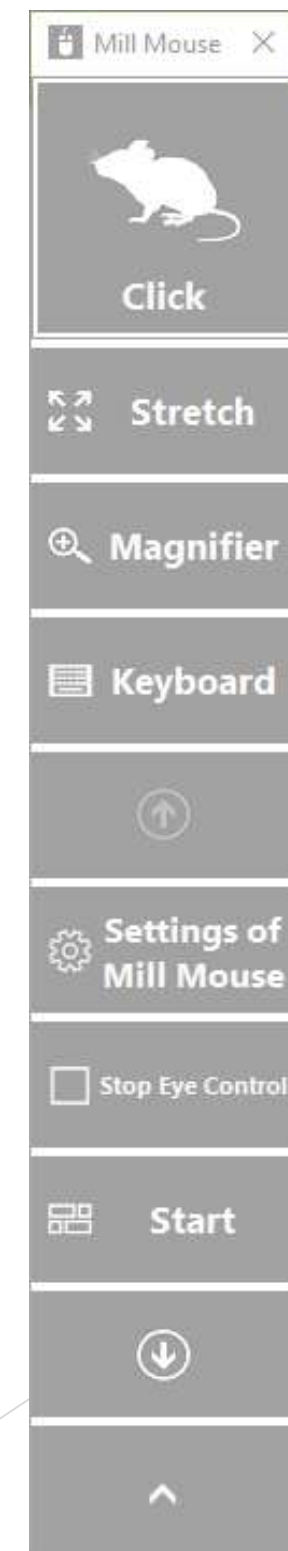 Mill Mouse
Click
Stretch
Magnifier
Keyboard
Settings of
Mill Mouse
Stop Eye Control
Start